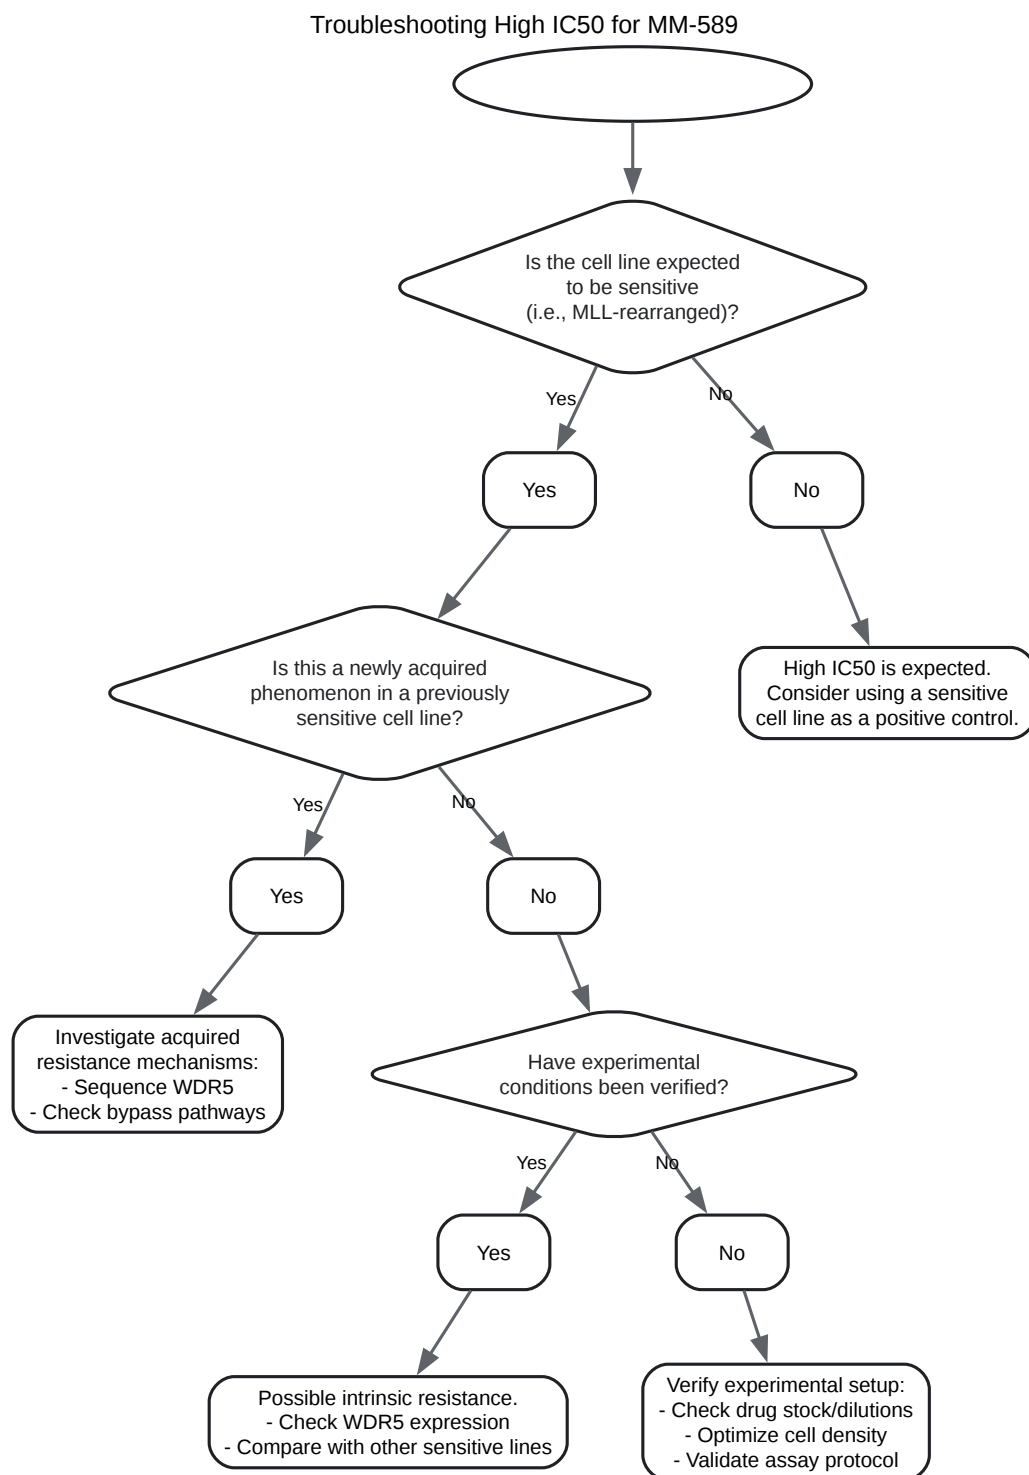 Troubleshooting High IC50 for MM-589
Is the cell line expected
to be sensitive
(i.e., MLL-rearranged)?
Yes
No
Yes
No
Is this a newly acquired
phenomenon in a previously
sensitive cell line?
High IC50 is expected.
Consider using a sensitive
cell line as a positive control.
Yes
No
Yes
No
Investigate acquired
resistance mechanisms:
- Sequence WDR5
- Check bypass pathways
Have experimental
conditions been verified?
Yes
No
Yes
No
Possible intrinsic resistance.
- Check WDR5 expression
- Compare with other sensitive lines
Verify experimental setup:
- Check drug stock/dilutions
- Optimize cell density
- Validate assay protocol